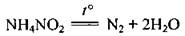 t°
NH4NO₂ ═══ N₂ + 2H₂O